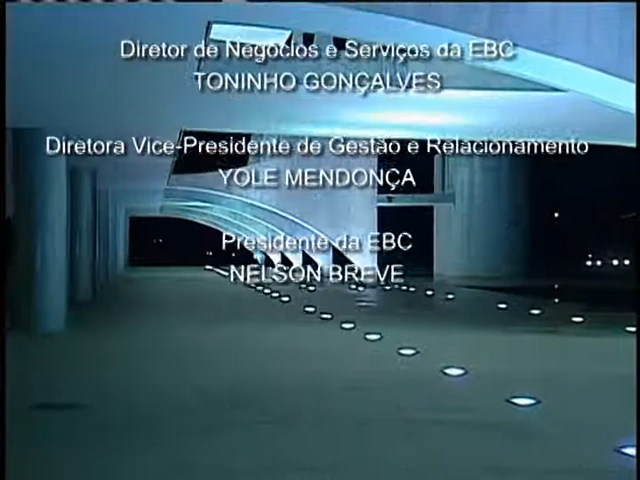 Diretor de Negócios e Serviços da EBC
TONINHO GONÇALVES
Diretora Vice-Presidente de Gestão e Relacionamento
YOLE MENDONÇA
Presidente da EBC
NELSON BREVE